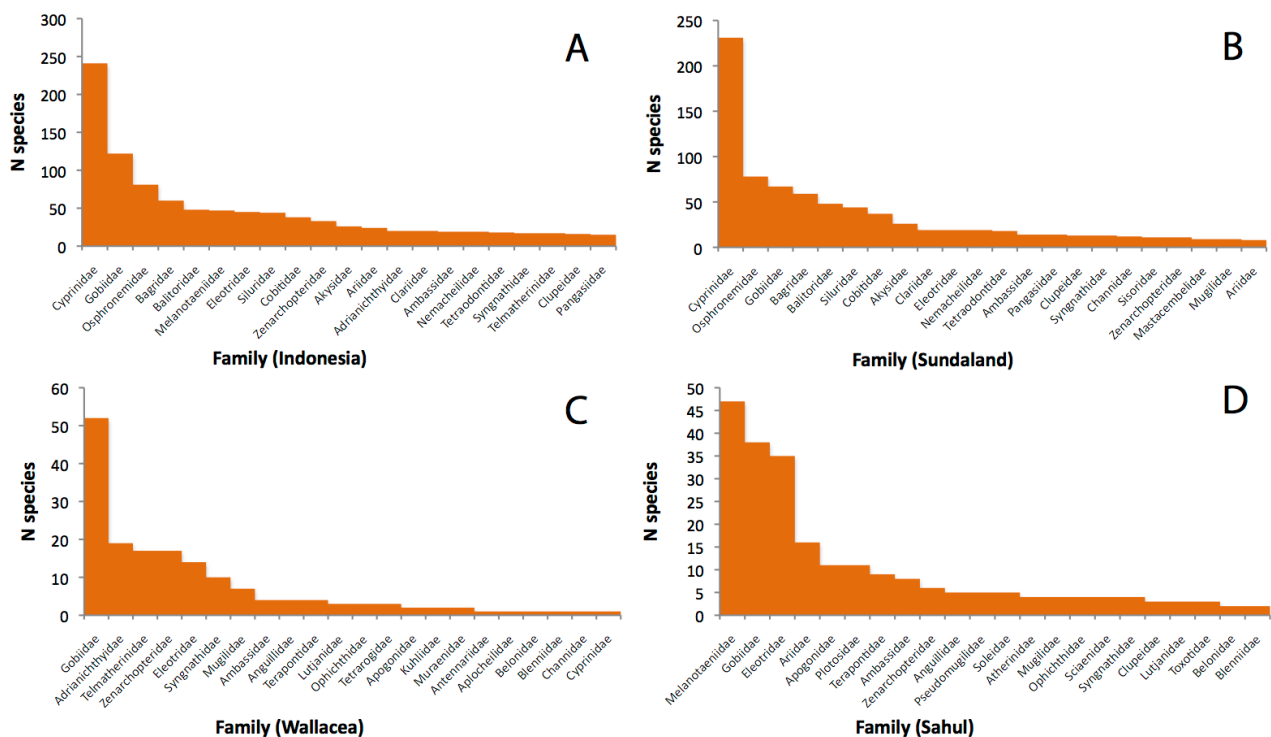 A
N species
300
250
200
150
100
50
0
Cyprinidae
Gobiidae
Osphronemidae
Bagridae
Balitoridae
Melanotaeniidae
Eleotridae
Siluridae
Cobitidae
Zenarchopteridae
Akysidae
Ariidae
Adrianichthyidae
Clariidae
Ambassidae
Nemacheilidae
Tetraodontidae
Syngnathidae
Telmatherinidae
Clupeidae
Pangasiidae
Family (Indonesia)
B
N species
250
200
150
100
50
0
Cyprinidae
Osphronemidae
Gobiidae
Bagridae
Balitoridae
Siluridae
Cobitidae
Akysidae
Clariidae
Eleotridae
Nemacheilidae
Tetraodontidae
Ambassidae
Pangasiidae
Clupeidae
Syngnathidae
Channidae
Sisoridae
Zenarchopteridae
Mastacembelidae
Mugilidae
Ariidae
Family (Sundaland)
C
N species
60
50
40
30
20
10
0
Gobiidae
Adrianichthyidae
Telmatherinidae
Zenarchopteridae
Eleotridae
Syngnathidae
Mugilidae
Ambassidae
Anguillidae
Terapontidae
Lutjanidae
Ophichthidae
Tetrarogidae
Apogonidae
Kuhliidae
Muraenidae
Antennariidae
Aplocheilidae
Belonidae
Blenniidae
Channidae
Cyprinidae
Family (Wallacea)
D
N species
50
45
40
35
30
25
20
15
10
5
0
Melanotaeniidae
Gobiidae
Eleotridae
Ariidae
Apogonidae
Plotosidae
Terapontidae
Ambassidae
Zenarchopteridae
Anguillidae
Pseudomugilidae
Soleidae
Atherinidae
Mugilidae
Ophichtidae
Sciaenidae
Syngnathidae
Clupeidae
Lutjanidae
Toxotidae
Belonidae
Blenniidae
Family (Sahul)